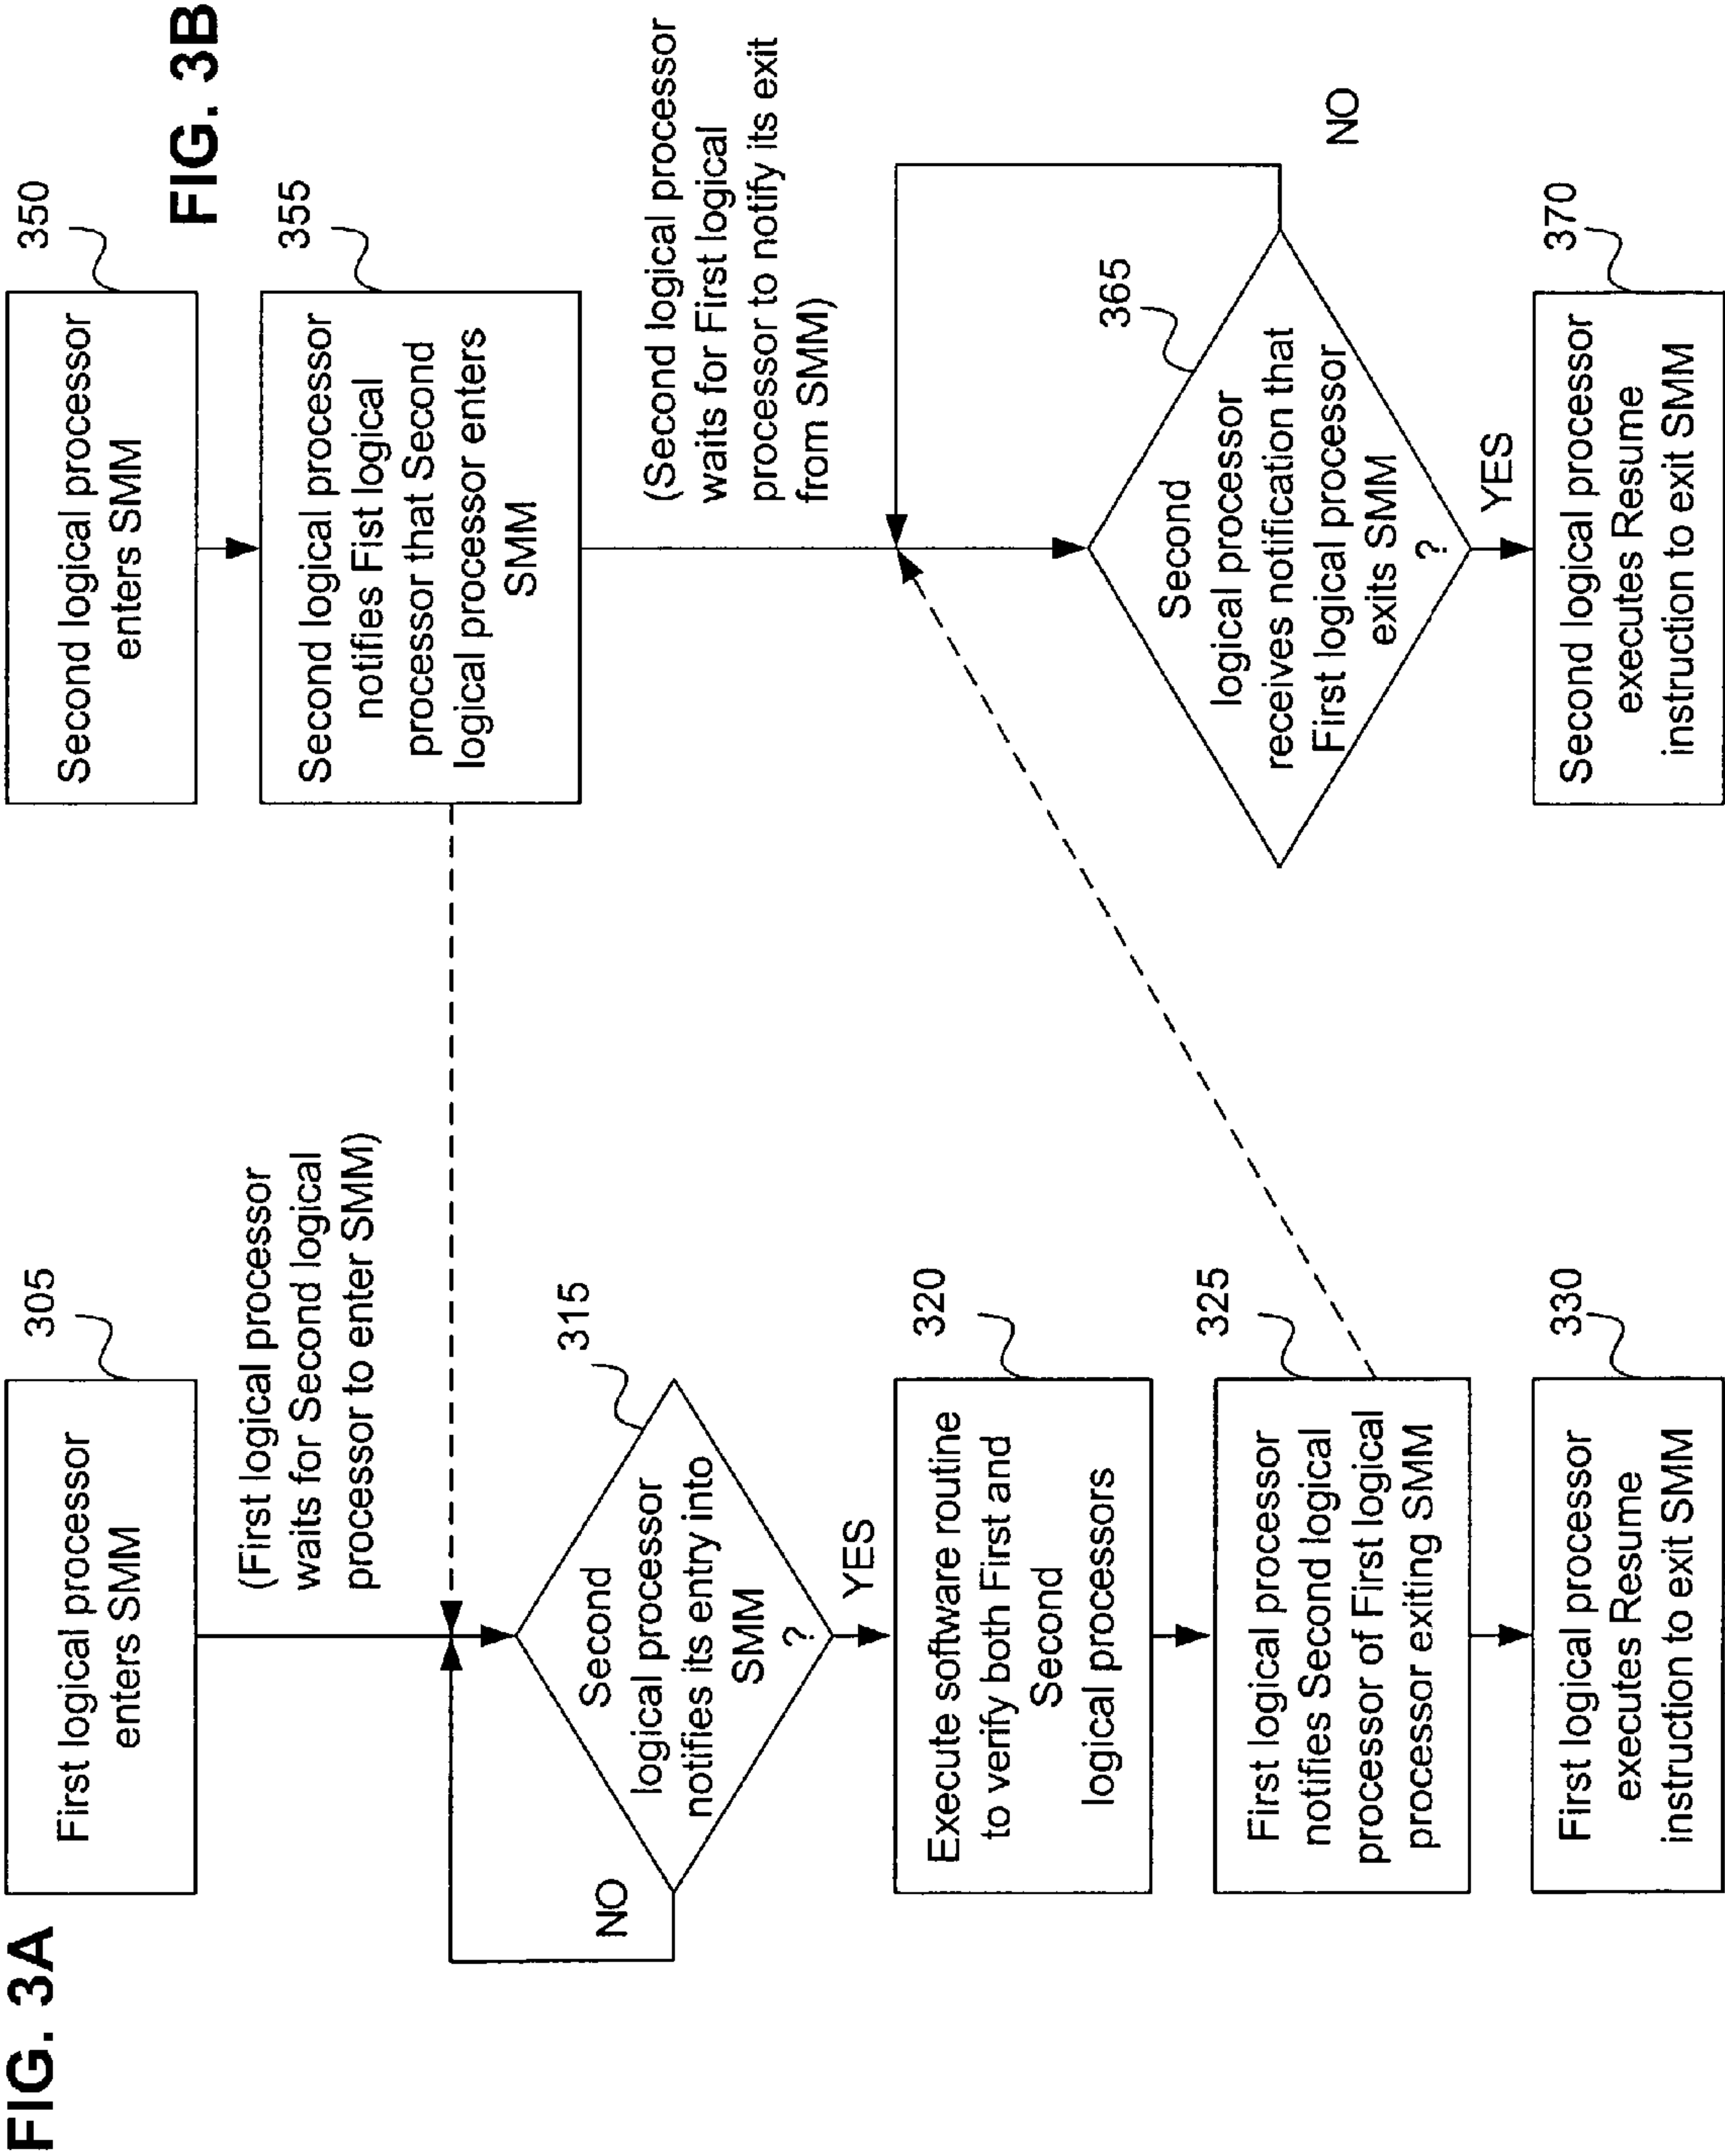 FIG. 3A
305
First logical processor
enters SMM
(First logical processor
waits for Second logical
processor to enter SMM)
315
Second
logical processor
notifies its entry into
SMM
?
NO
YES
320
Execute software routine
to verify both First and
Second
logical processors
325
First logical processor
notifies Second logical
processor of First logical
processor exiting SMM
330
First logical processor
executes Resume
instruction to exit SMM
FIG. 3B
350
Second logical processor
enters SMM
355
Second logical processor
notifies Fist logical
processor that Second
logical processor enters
SMM
(Second logical processor
waits for First logical
processor to notify its exit
from SMM)
365
Second
logical processor
receives notification that
First logical processor
exits SMM
?
NO
YES
370
Second logical processor
executes Resume
instruction to exit SMM